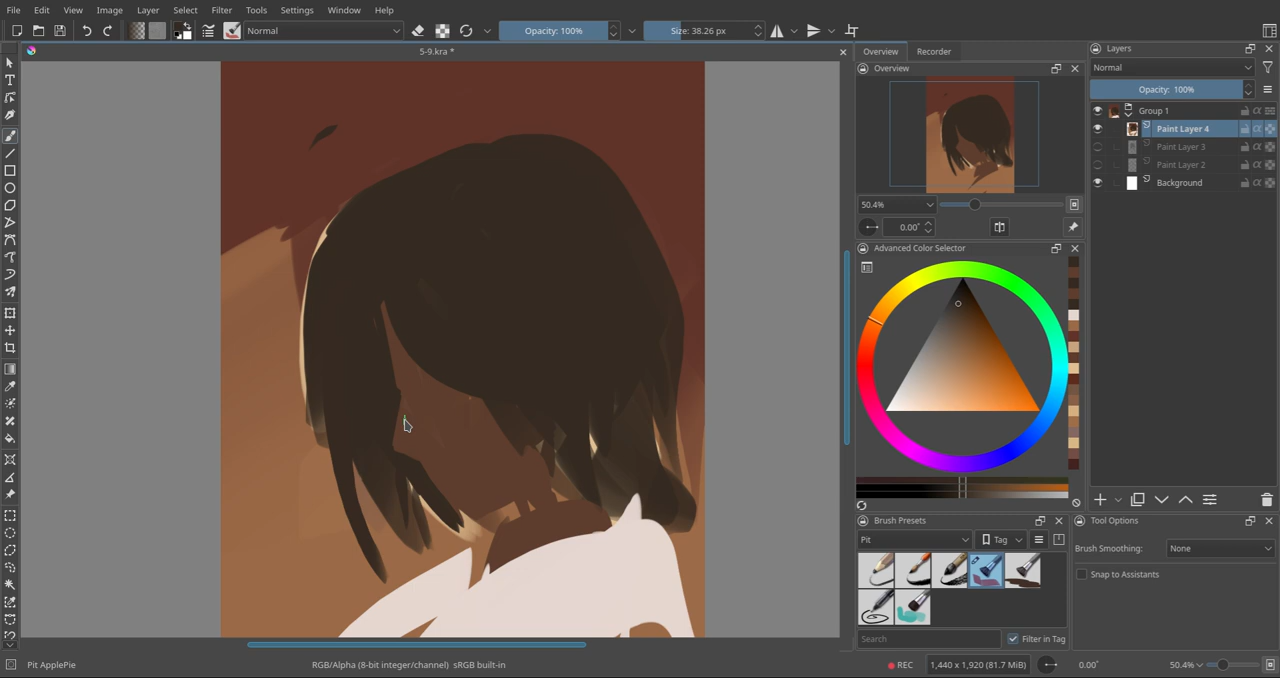 File Edit View Image Layer Select Filter Tools Settings Window Help
Normal Opacity: 100% Size: 38.26 px
5-9.kra *
Overview Recorder
Overview
50.4%
0.00°
Advanced Color Selector
Brush Presets
Pit
Tag
Search
Filter in Tag
Layers
Normal
Opacity: 100%
Group 1
Paint Layer 4
Paint Layer 3
Paint Layer 2
Background
Tool Options
Brush Smoothing: None
Snap to Assistants
Pit ApplePie RGB/Alpha (8-bit integer/channel) sRGB built-in REC 1,440 x 1,920 (81.7 MiB) 0.00° 50.4%